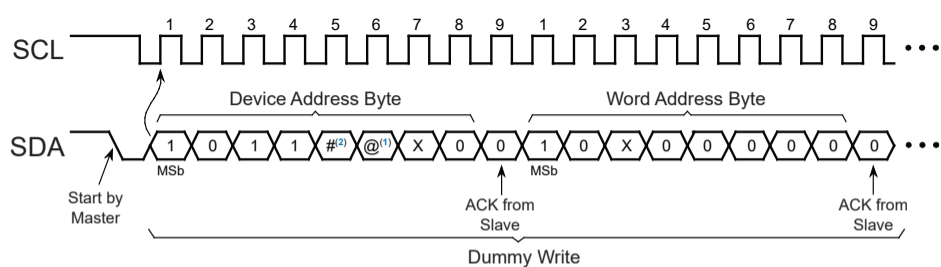 1 2 3 4 5 6 7 8 9 1 2 3 4 5 6 7 8 9
SCL
Device Address Byte Word Address Byte
SDA 1 0 1 1 #(2) @(1) X 0 0 1 0 X 0 0 0 0 0 0
MSb MSb
Start by
Master
ACK from
Slave
ACK from
Slave
Dummy Write